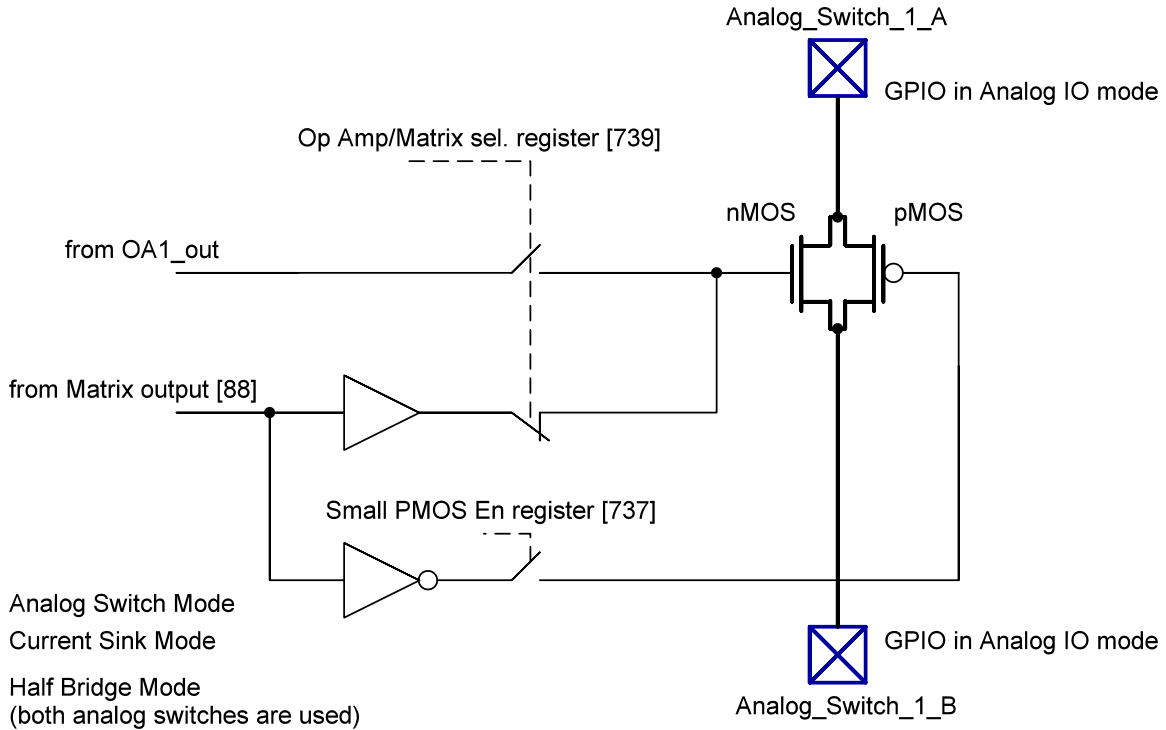 Analog_Switch_1_A
GPIO in Analog IO mode
Op Amp/Matrix sel. register [739]
nMOS
pMOS
from OA1_out
from Matrix output [88]
Small PMOS En register [737]
Analog Switch Mode
Current Sink Mode
GPIO in Analog IO mode
Half Bridge Mode
(both analog switches are used)
Analog_Switch_1_B